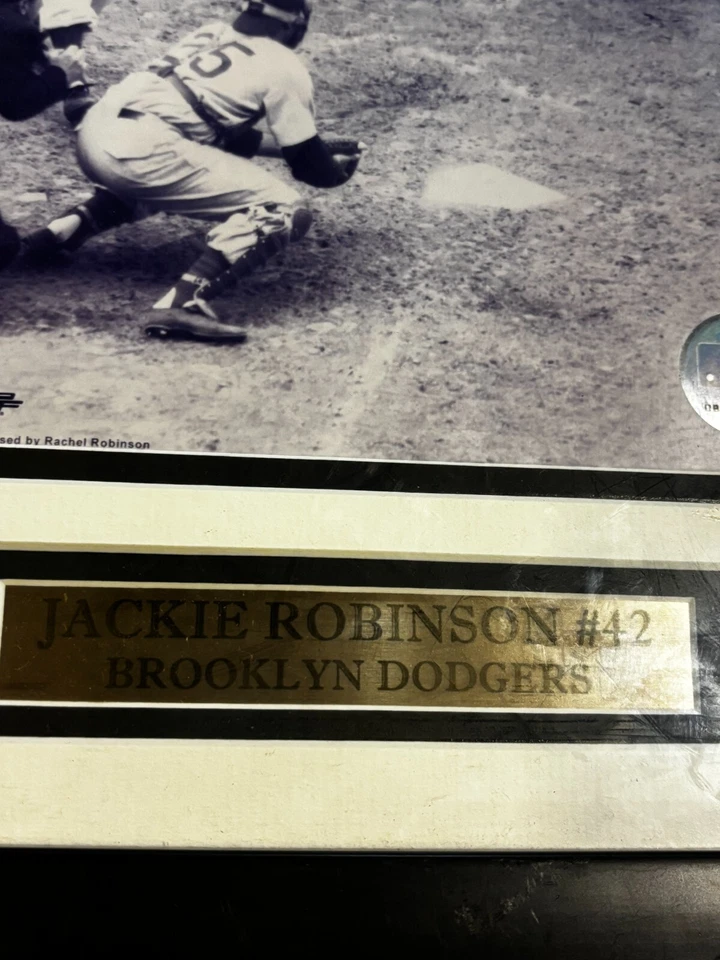 25
sed by Rachel Robinson
JACKIE ROBINSON #42
BROOKLYN DODGERS